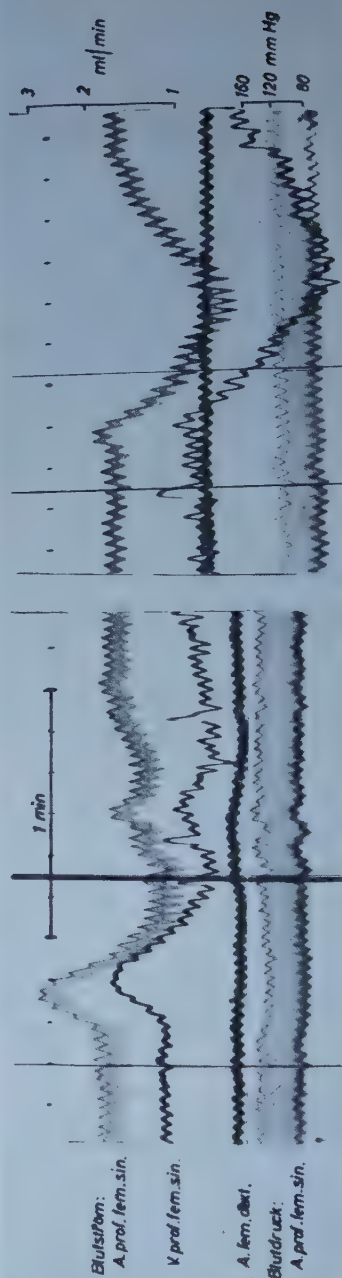 Blutstrom:
A.prof.fem.sin.
V.prof.fem.sin.
A.fem.dext.
Blutdruck:
A.prof.fem.sin.
1 min
3
2 ml/min
1
160
120 mm Hg
80